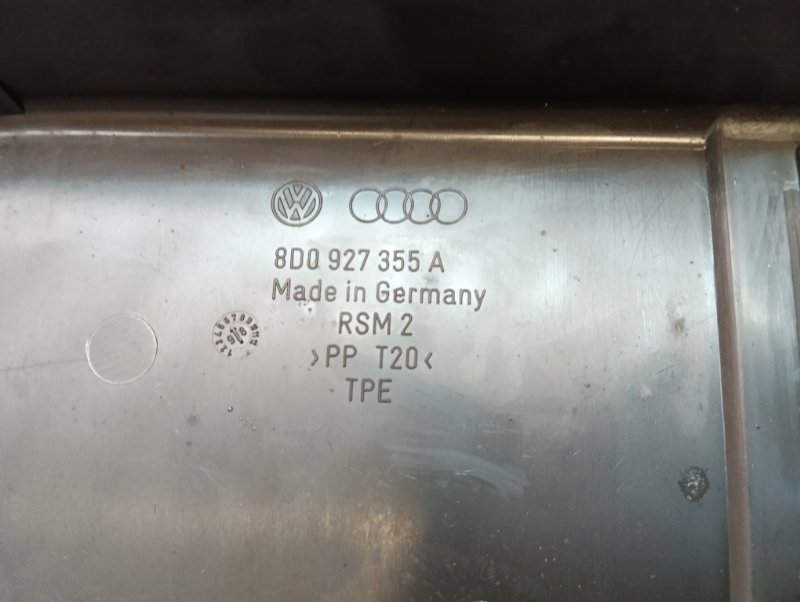 8D0 927 355 A
Made in Germany
RSM 2
>PP T20<
TPE